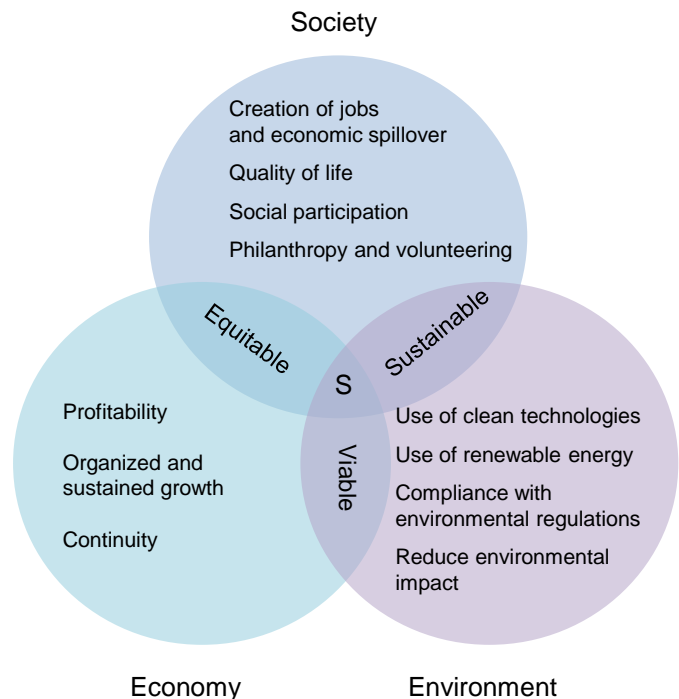 Society
Creation of jobs
and economic spillover
Quality of life
Social participation
Philanthropy and volunteering
Equitable
Sustainable
S
Viable
Profitability
Organized and
sustained growth
Continuity
Use of clean technologies
Use of renewable energy
Compliance with
environmental regulations
Reduce environmental
impact
Economy
Environment